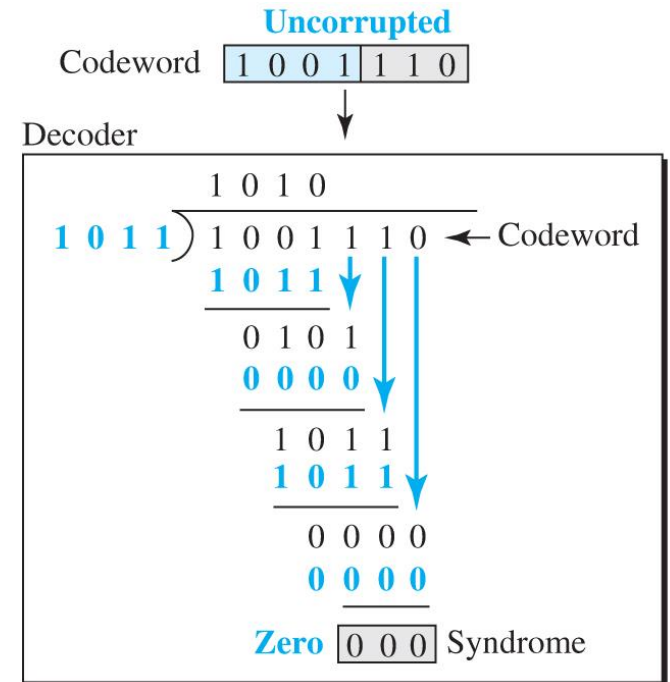 Uncorrupted
Codeword 1 0 0 1 1 1 0
Decoder
1 0 1 0
1 0 1 1 ) 1 0 0 1 1 1 0 Codeword
1 0 1 1
0 1 0 1
0 0 0 0
1 0 1 1
1 0 1 1
0 0 0 0
0 0 0 0
Zero 0 0 0 Syndrome